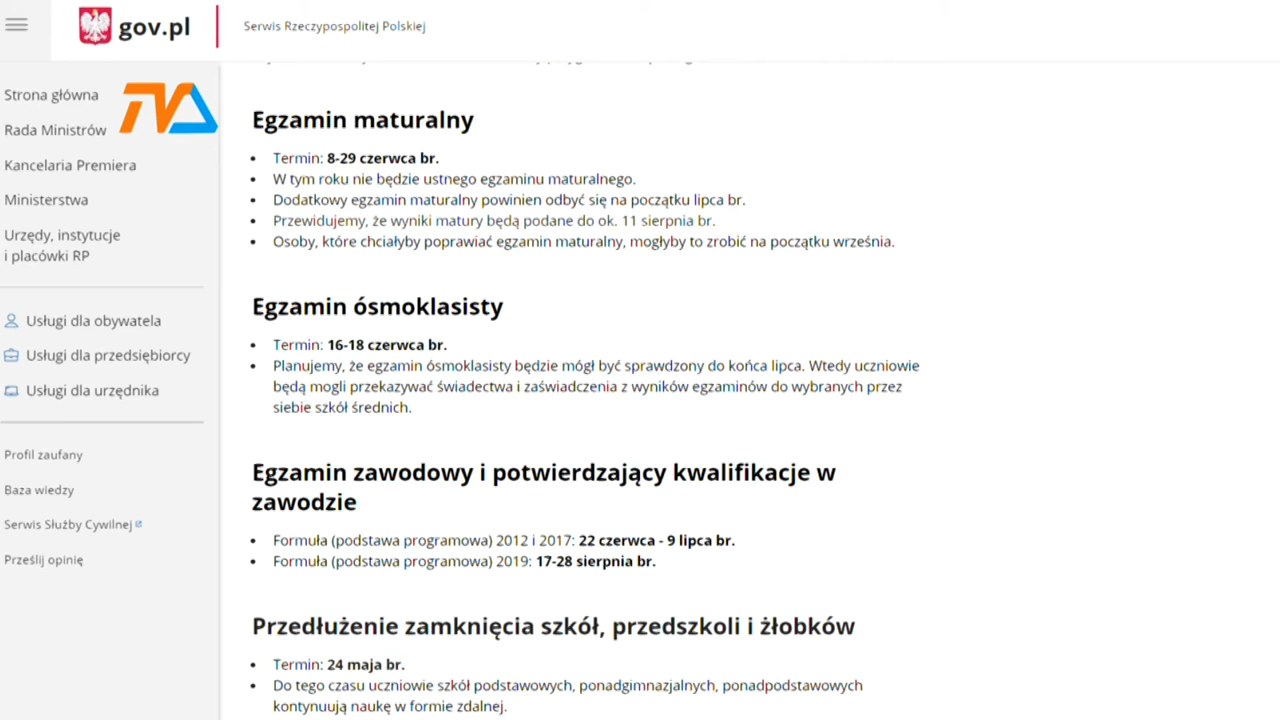 gov.pl
Serwis Rzeczypospolitej Polskiej
Strona główna
Rada Ministrów
Kancelaria Premiera
Ministerstwa
Urzędy, instytucje
i placówki RP
Usługi dla obywatela
Usługi dla przedsiębiorcy
Usługi dla urzędnika
Profil zaufany
Baza wiedzy
Serwis Służby Cywilnej
Prześlij opinię
TVA
Egzamin maturalny
• Termin: 8-29 czerwca br.
• W tym roku nie będzie ustnego egzaminu maturalnego.
• Dodatkowy egzamin maturalny powinien odbyć się na początku lipca br.
• Przewidujemy, że wyniki matury będą podane do ok. 11 sierpnia br.
• Osoby, które chciałyby poprawiać egzamin maturalny, mogłyby to zrobić na początku września.
Egzamin ósmoklasisty
• Termin: 16-18 czerwca br.
• Planujemy, że egzamin ósmoklasisty będzie mógł być sprawdzony do końca lipca. Wtedy uczniowie
będą mogli przekazywać świadectwa i zaświadczenia z wyników egzaminów do wybranych przez
siebie szkół średnich.
Egzamin zawodowy i potwierdzający kwalifikacje w
zawodzie
• Formuła (podstawa programowa) 2012 i 2017: 22 czerwca - 9 lipca br.
• Formuła (podstawa programowa) 2019: 17-28 sierpnia br.
Przedłużenie zamknięcia szkół, przedszkoli i żłobków
• Termin: 24 maja br.
• Do tego czasu uczniowie szkół podstawowych, ponadgimnazjalnych, ponadpodstawowych
kontynuują naukę w formie zdalnej.